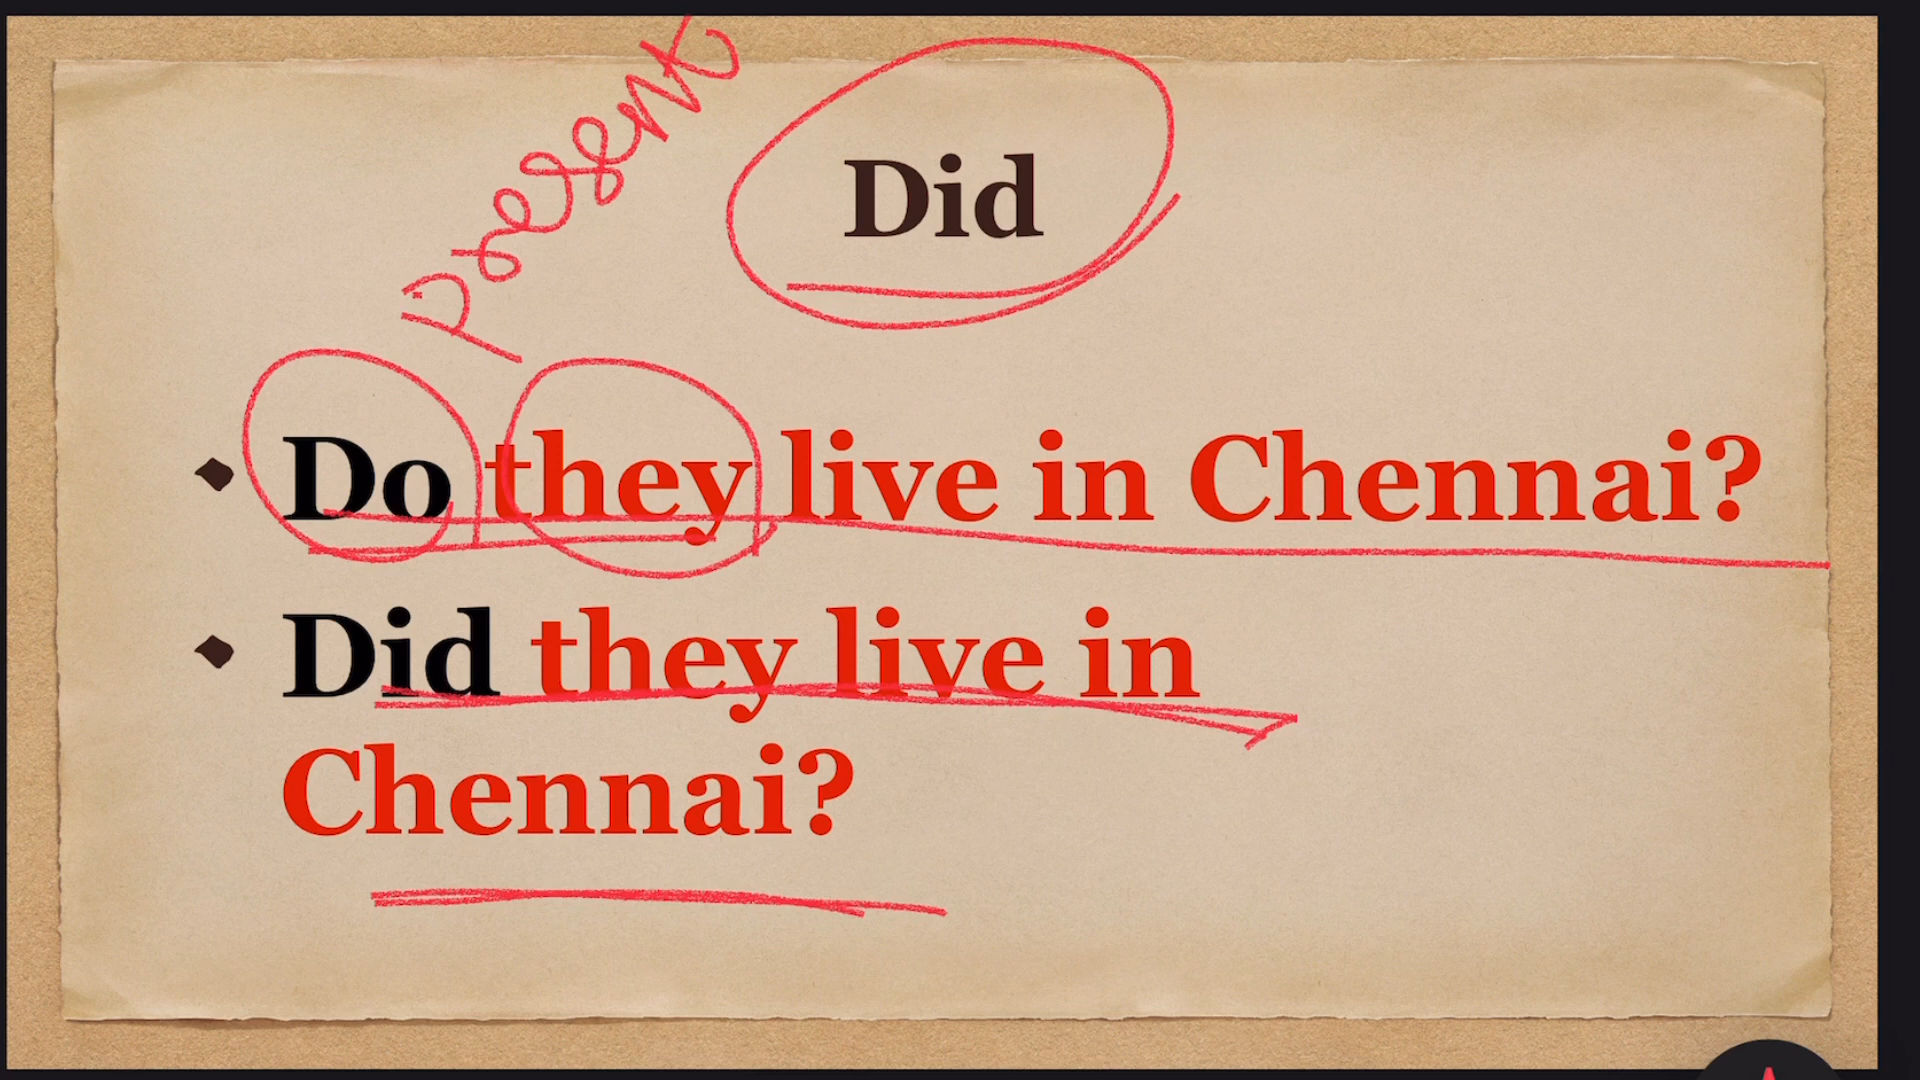 present
Did
Do they live in Chennai?
Did they live in
Chennai?